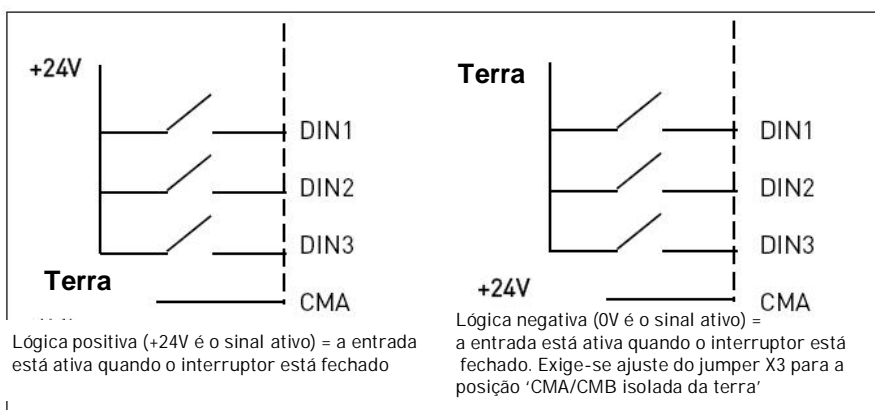 +24V
DIN1
DIN2
DIN3
Terra
CMA
Lógica positiva (+24V é o sinal ativo) = a entrada
está ativa quando o interruptor está fechado
Terra
DIN1
DIN2
DIN3
+24V
CMA
Lógica negativa (0V é o sinal ativo) =
a entrada está ativa quando o interruptor está
fechado. Exige-se ajuste do jumper X3 para a
posição ‘CMA/CMB isolada da terra’